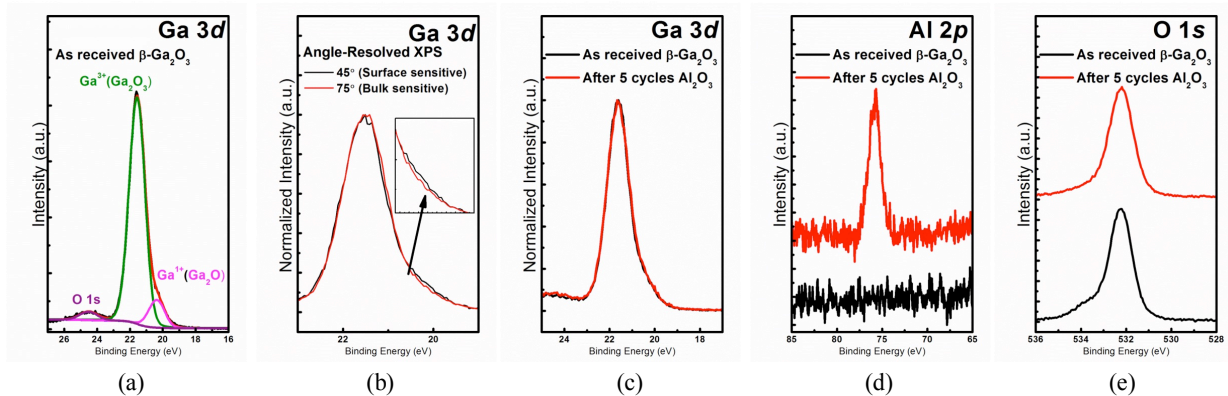 Ga 3d
As received β-Ga₂O₃
Ga³⁺(Ga₂O₃)
Ga¹⁺(Ga₂O)
O 1s
Intensity (a.u.)
26 24 22 20 18 16
Binding Energy (eV)
(a)
Ga 3d
Angle-Resolved XPS
45° (Surface sensitive)
75° (Bulk sensitive)
Normalized Intensity (a.u.)
22 20
Binding Energy (eV)
(b)
Ga 3d
As received β-Ga₂O₃
After 5 cycles Al₂O₃
Normalized Intensity (a.u.)
24 22 20 18
Binding Energy (eV)
(c)
Al 2p
As received β-Ga₂O₃
After 5 cycles Al₂O₃
Intensity (a.u.)
85 80 75 70 65
Binding Energy (eV)
(d)
O 1s
As received β-Ga₂O₃
After 5 cycles Al₂O₃
Intensity (a.u.)
536 534 532 530 528
Binding Energy (eV)
(e)